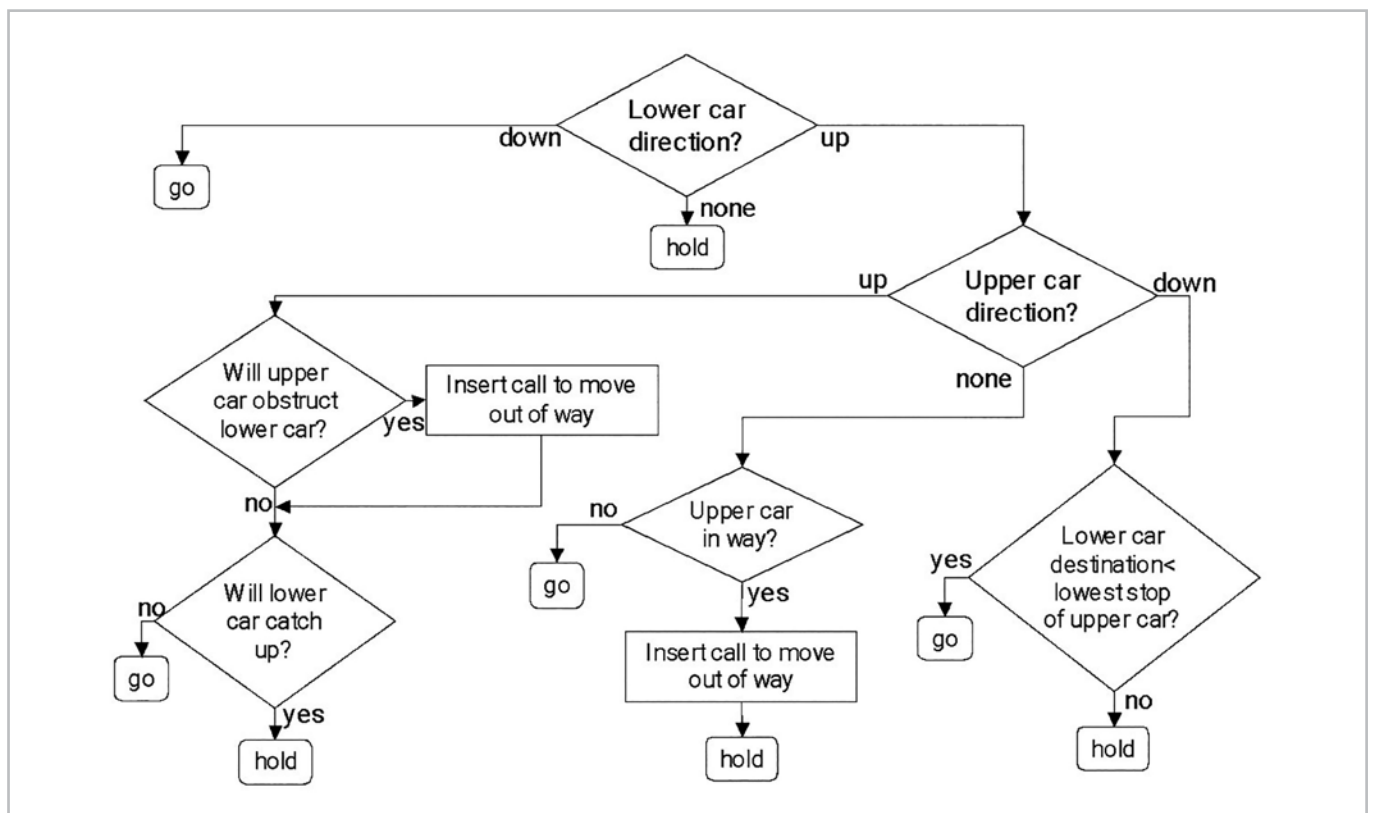 Lower car
direction?
down
up
go
none
hold
up
Upper car
direction?
down
none
Will upper
car obstruct
lower car?
yes
Insert call to move
out of way
no
Upper car
in way?
no
go
yes
Insert call to move
out of way
hold
Lower car
destination<
lowest stop
of upper car?
yes
go
no
hold
Will lower
car catch
up?
no
go
yes
hold